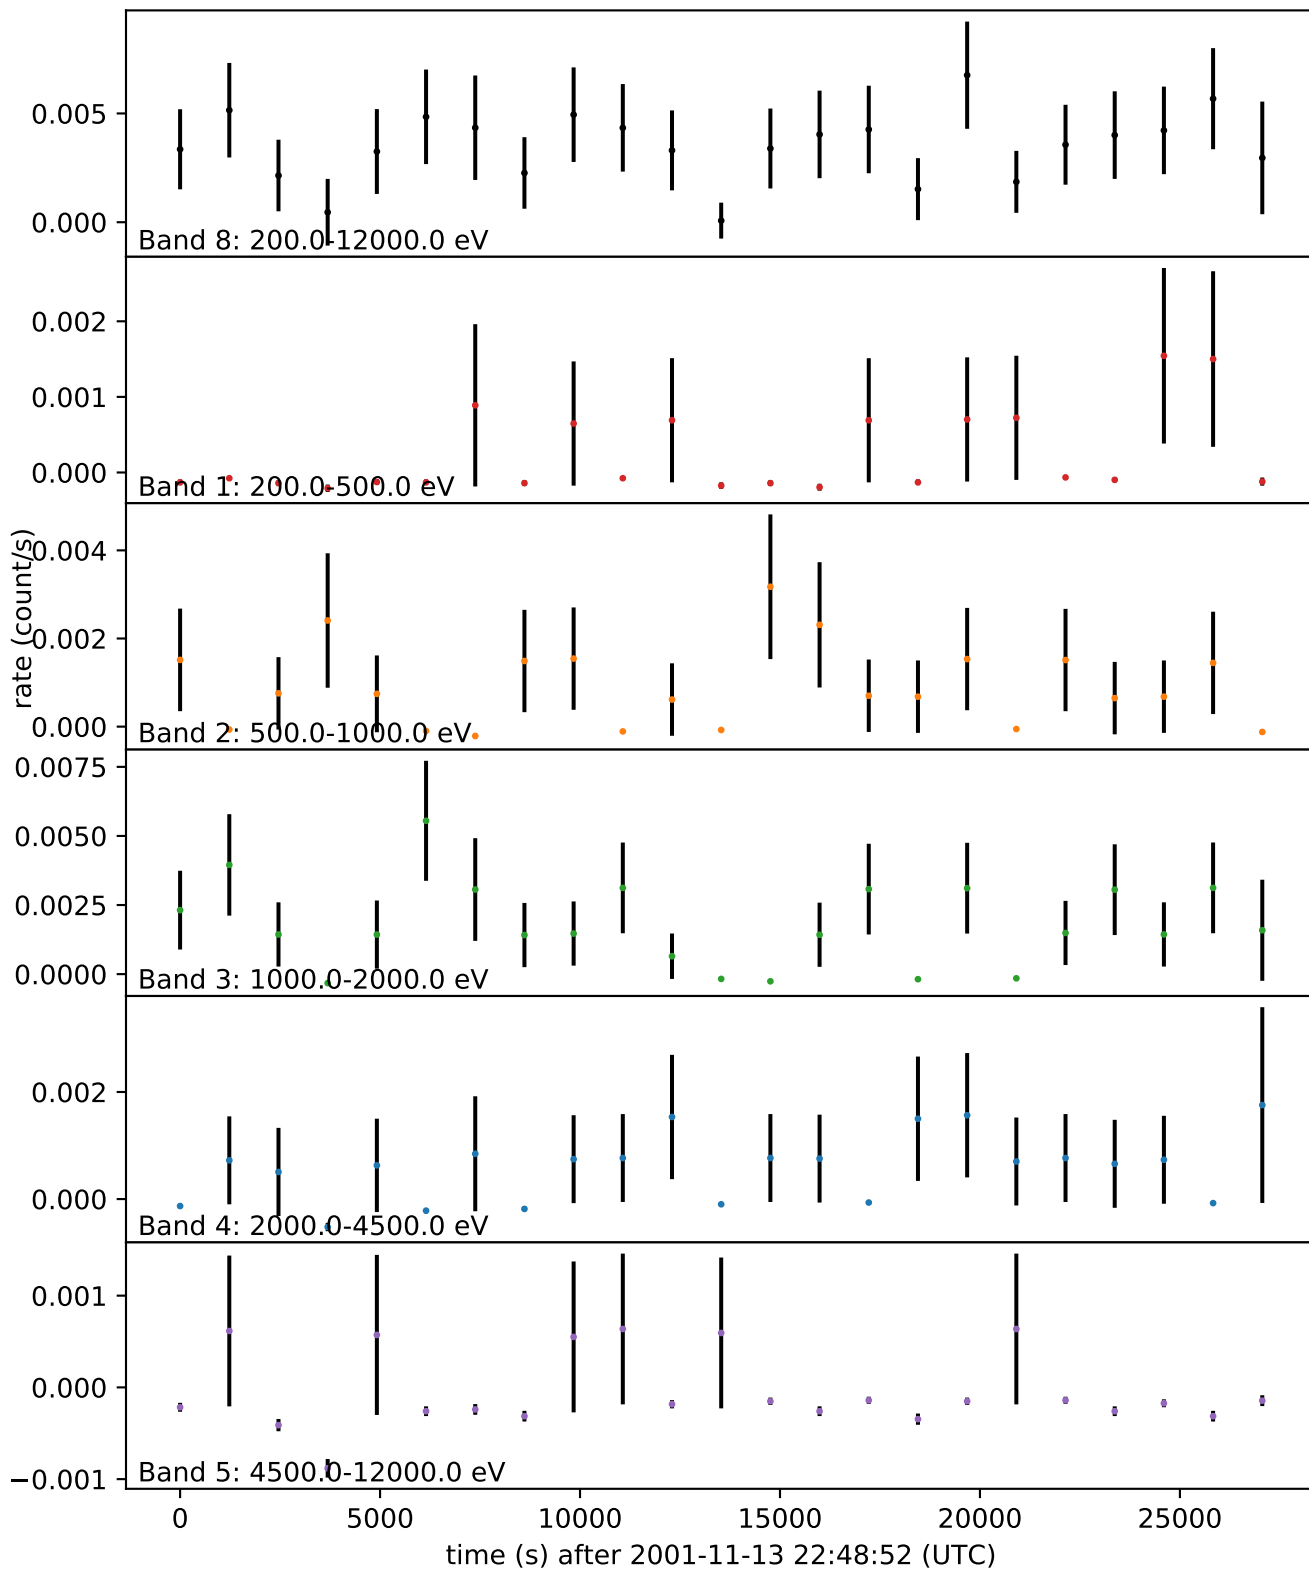 0.005
0.000
Band 8: 200.0-12000.0 eV
0.002
0.001
0.000
Band 1: 200.0-500.0 eV
rate (count/s)
0.004
0.002
0.000
Band 2: 500.0-1000.0 eV
0.0075
0.0050
0.0025
0.0000
Band 3: 1000.0-2000.0 eV
0.002
0.000
Band 4: 2000.0-4500.0 eV
0.001
0.000
−0.001
Band 5: 4500.0-12000.0 eV
0 5000 10000 15000 20000 25000
time (s) after 2001-11-13 22:48:52 (UTC)